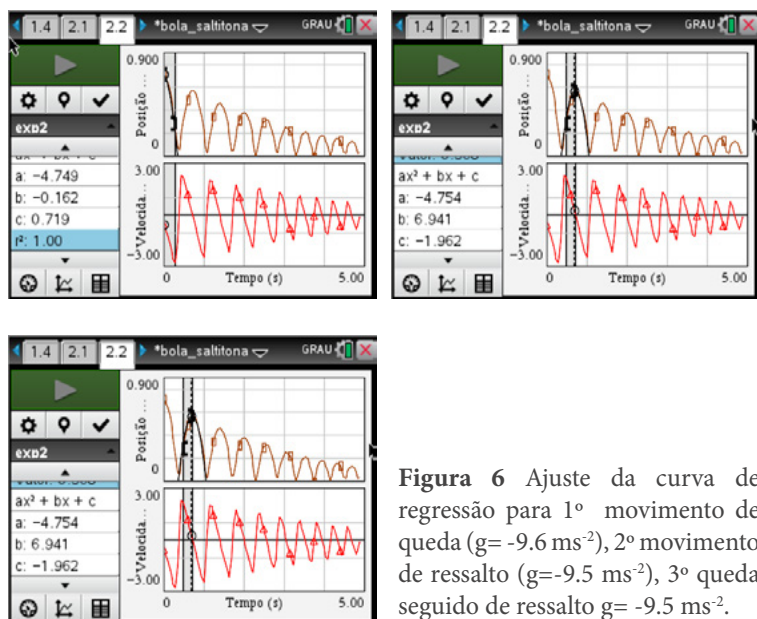 1.4 2.1 2.2 *bola_saltitona GRAU
exp2
a: −4.749
b: −0.162
c: 0.719
r²: 1.00
0.900
Posição ...
0
3.00
Velocida...
−3.00
0 Tempo (s) 5.00
1.4 2.1 2.2 *bola_saltitona GRAU
exp2
ax² + bx + c
a: −4.754
b: 6.941
c: −1.962
0.900
Posição ...
0
3.00
Velocida...
−3.00
0 Tempo (s) 5.00
1.4 2.1 2.2 *bola_saltitona GRAU
exp2
ax² + bx + c
a: −4.754
b: 6.941
c: −1.962
0.900
Posição ...
0
3.00
Velocida...
−3.00
0 Tempo (s) 5.00
Figura 6 Ajuste da curva de
regressão para 1º movimento de
queda (g= -9.6 ms⁻²), 2º movimento
de ressalto (g=-9.5 ms⁻²), 3º queda
seguido de ressalto g= -9.5 ms⁻².